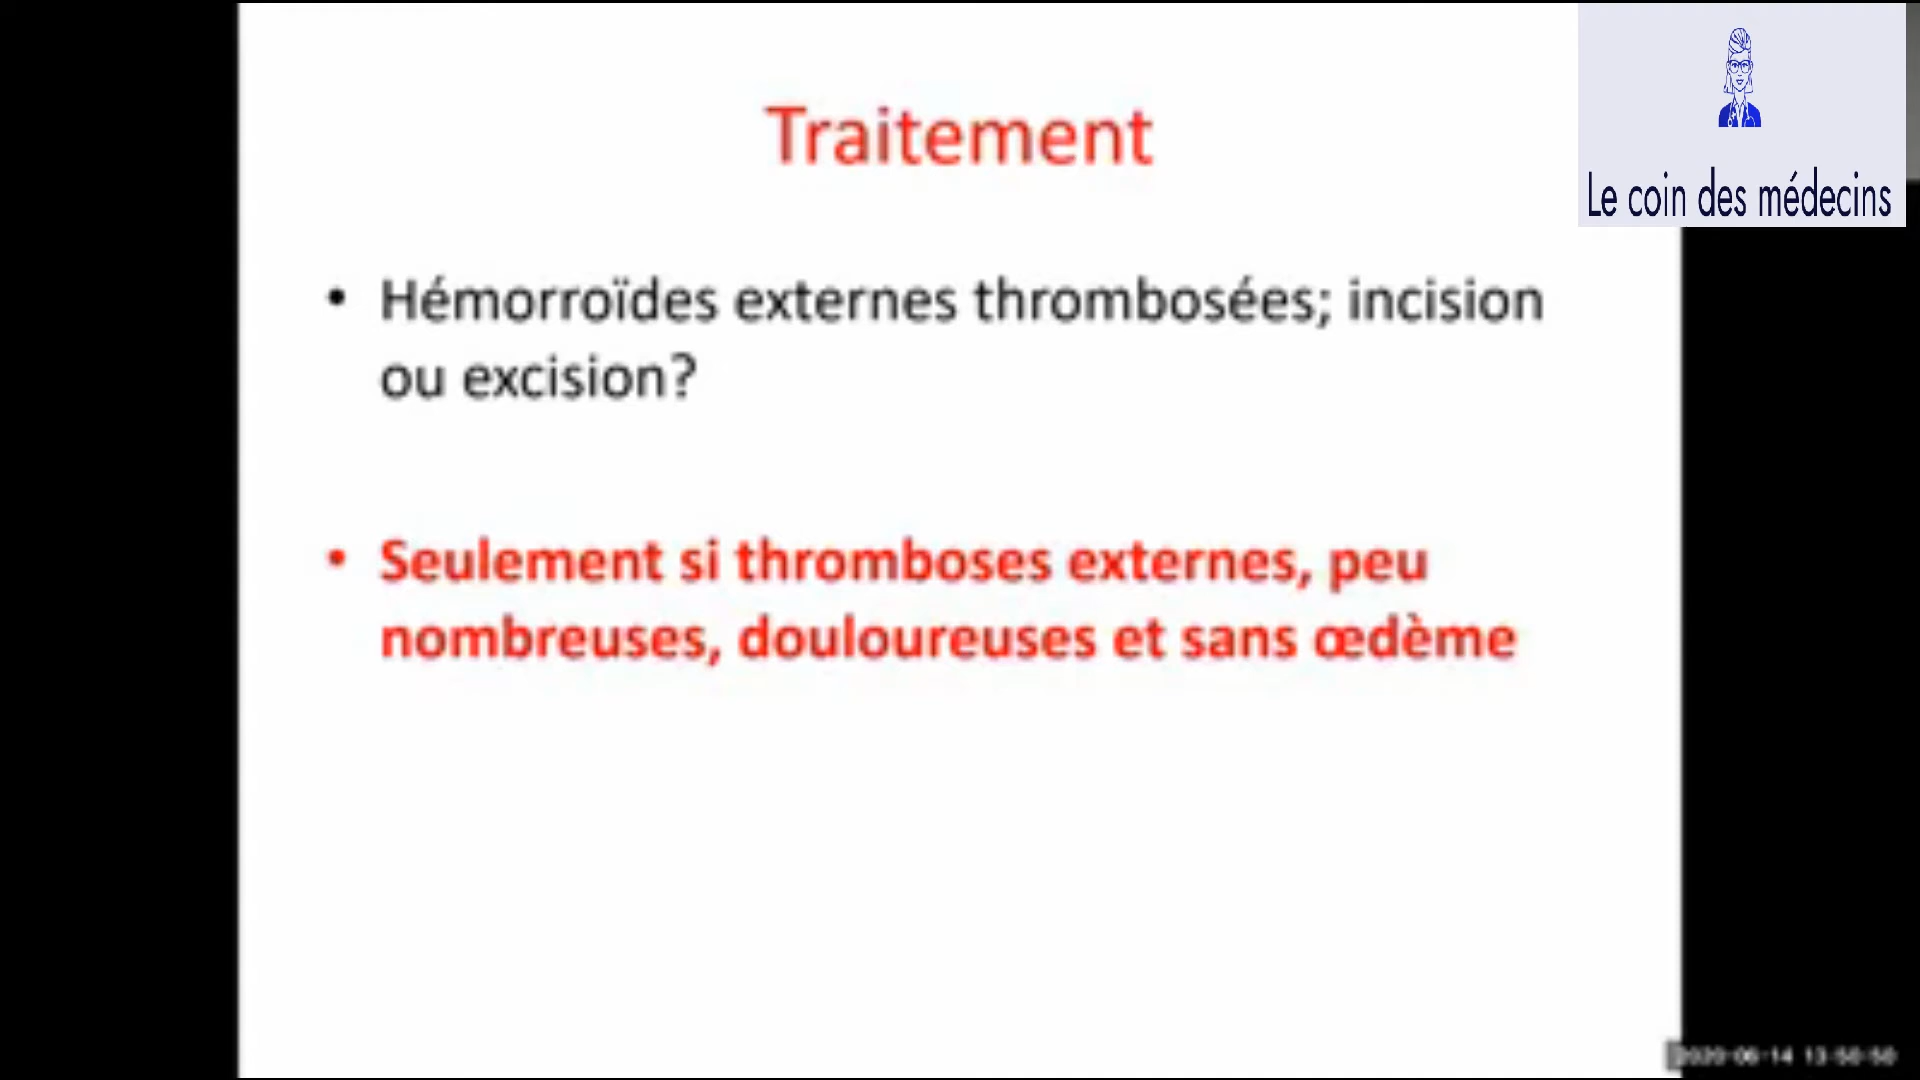 Traitement
Le coin des médecins
• Hémorroïdes externes thrombosées; incision
ou excision?
• Seulement si thromboses externes, peu
nombreuses, douloureuses et sans œdème